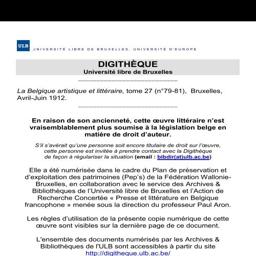 ULB
UNIVERSITÉ LIBRE DE BRUXELLES, UNIVERSITÉ D'EUROPE
DIGITHÈQUE
Université libre de Bruxelles
La Belgique artistique et littéraire, tome 27 (n°79-81), Bruxelles,
Avril-Juin 1912.
En raison de son ancienneté, cette œuvre littéraire n'est
vraisemblablement plus soumise à la législation belge en
matière de droit d'auteur.
S'il s'avérait qu'une personne soit encore titulaire de droit sur l'œuvre,
cette personne est invitée à prendre contact avec la Digithèque
de façon à régulariser la situation (email : bibdir(at)ulb.ac.be)
Elle a été numérisée dans le cadre du Plan de préservation et
d'exploitation des patrimoines (Pep's) de la Fédération Wallonie-
Bruxelles, en collaboration avec le service des Archives &
Bibliothèques de l'Université libre de Bruxelles et l'Action de
Recherche Concertée « Presse et littérature en Belgique
francophone » menée sous la direction du professeur Paul Aron.
Les règles d'utilisation de la présente copie numérique de cette
œuvre sont visibles sur la dernière page de ce document.
L'ensemble des documents numérisés par les Archives &
Bibliothèques de l'ULB sont accessibles à partir du site
http://digitheque.ulb.ac.be/